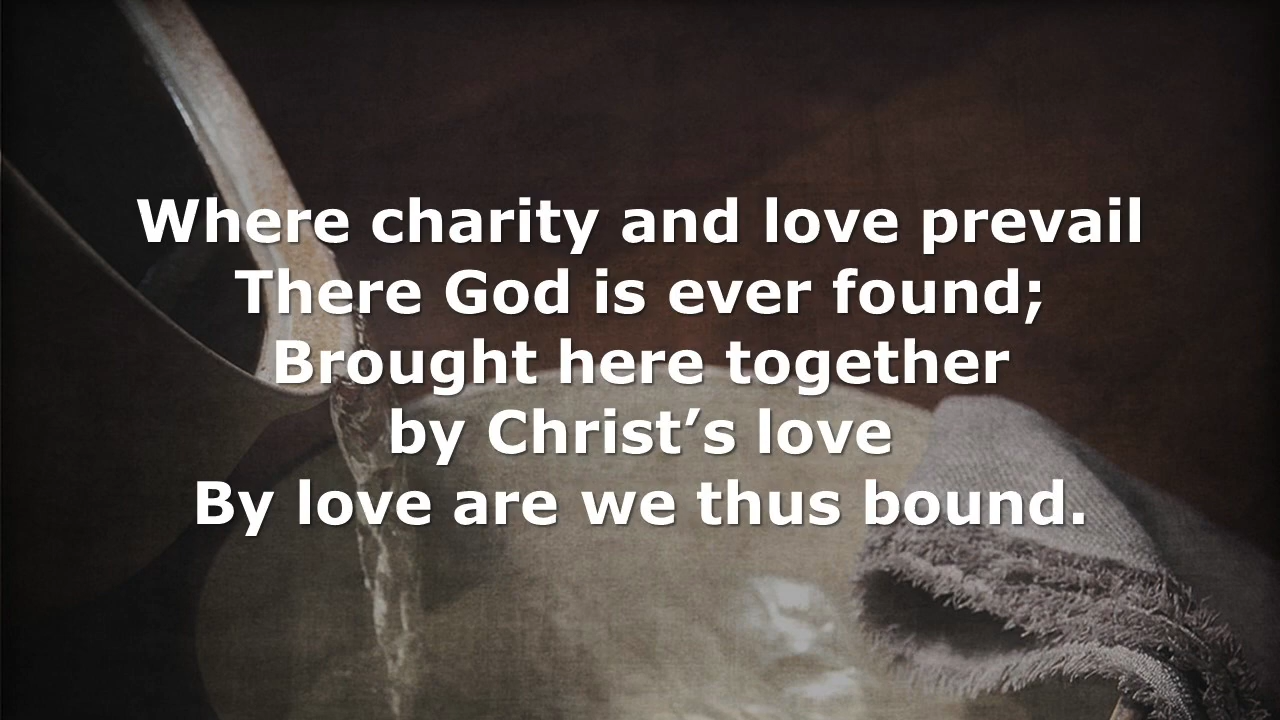 Where charity and love prevail
There God is ever found;
Brought here together
by Christ’s love
By love are we thus bound.